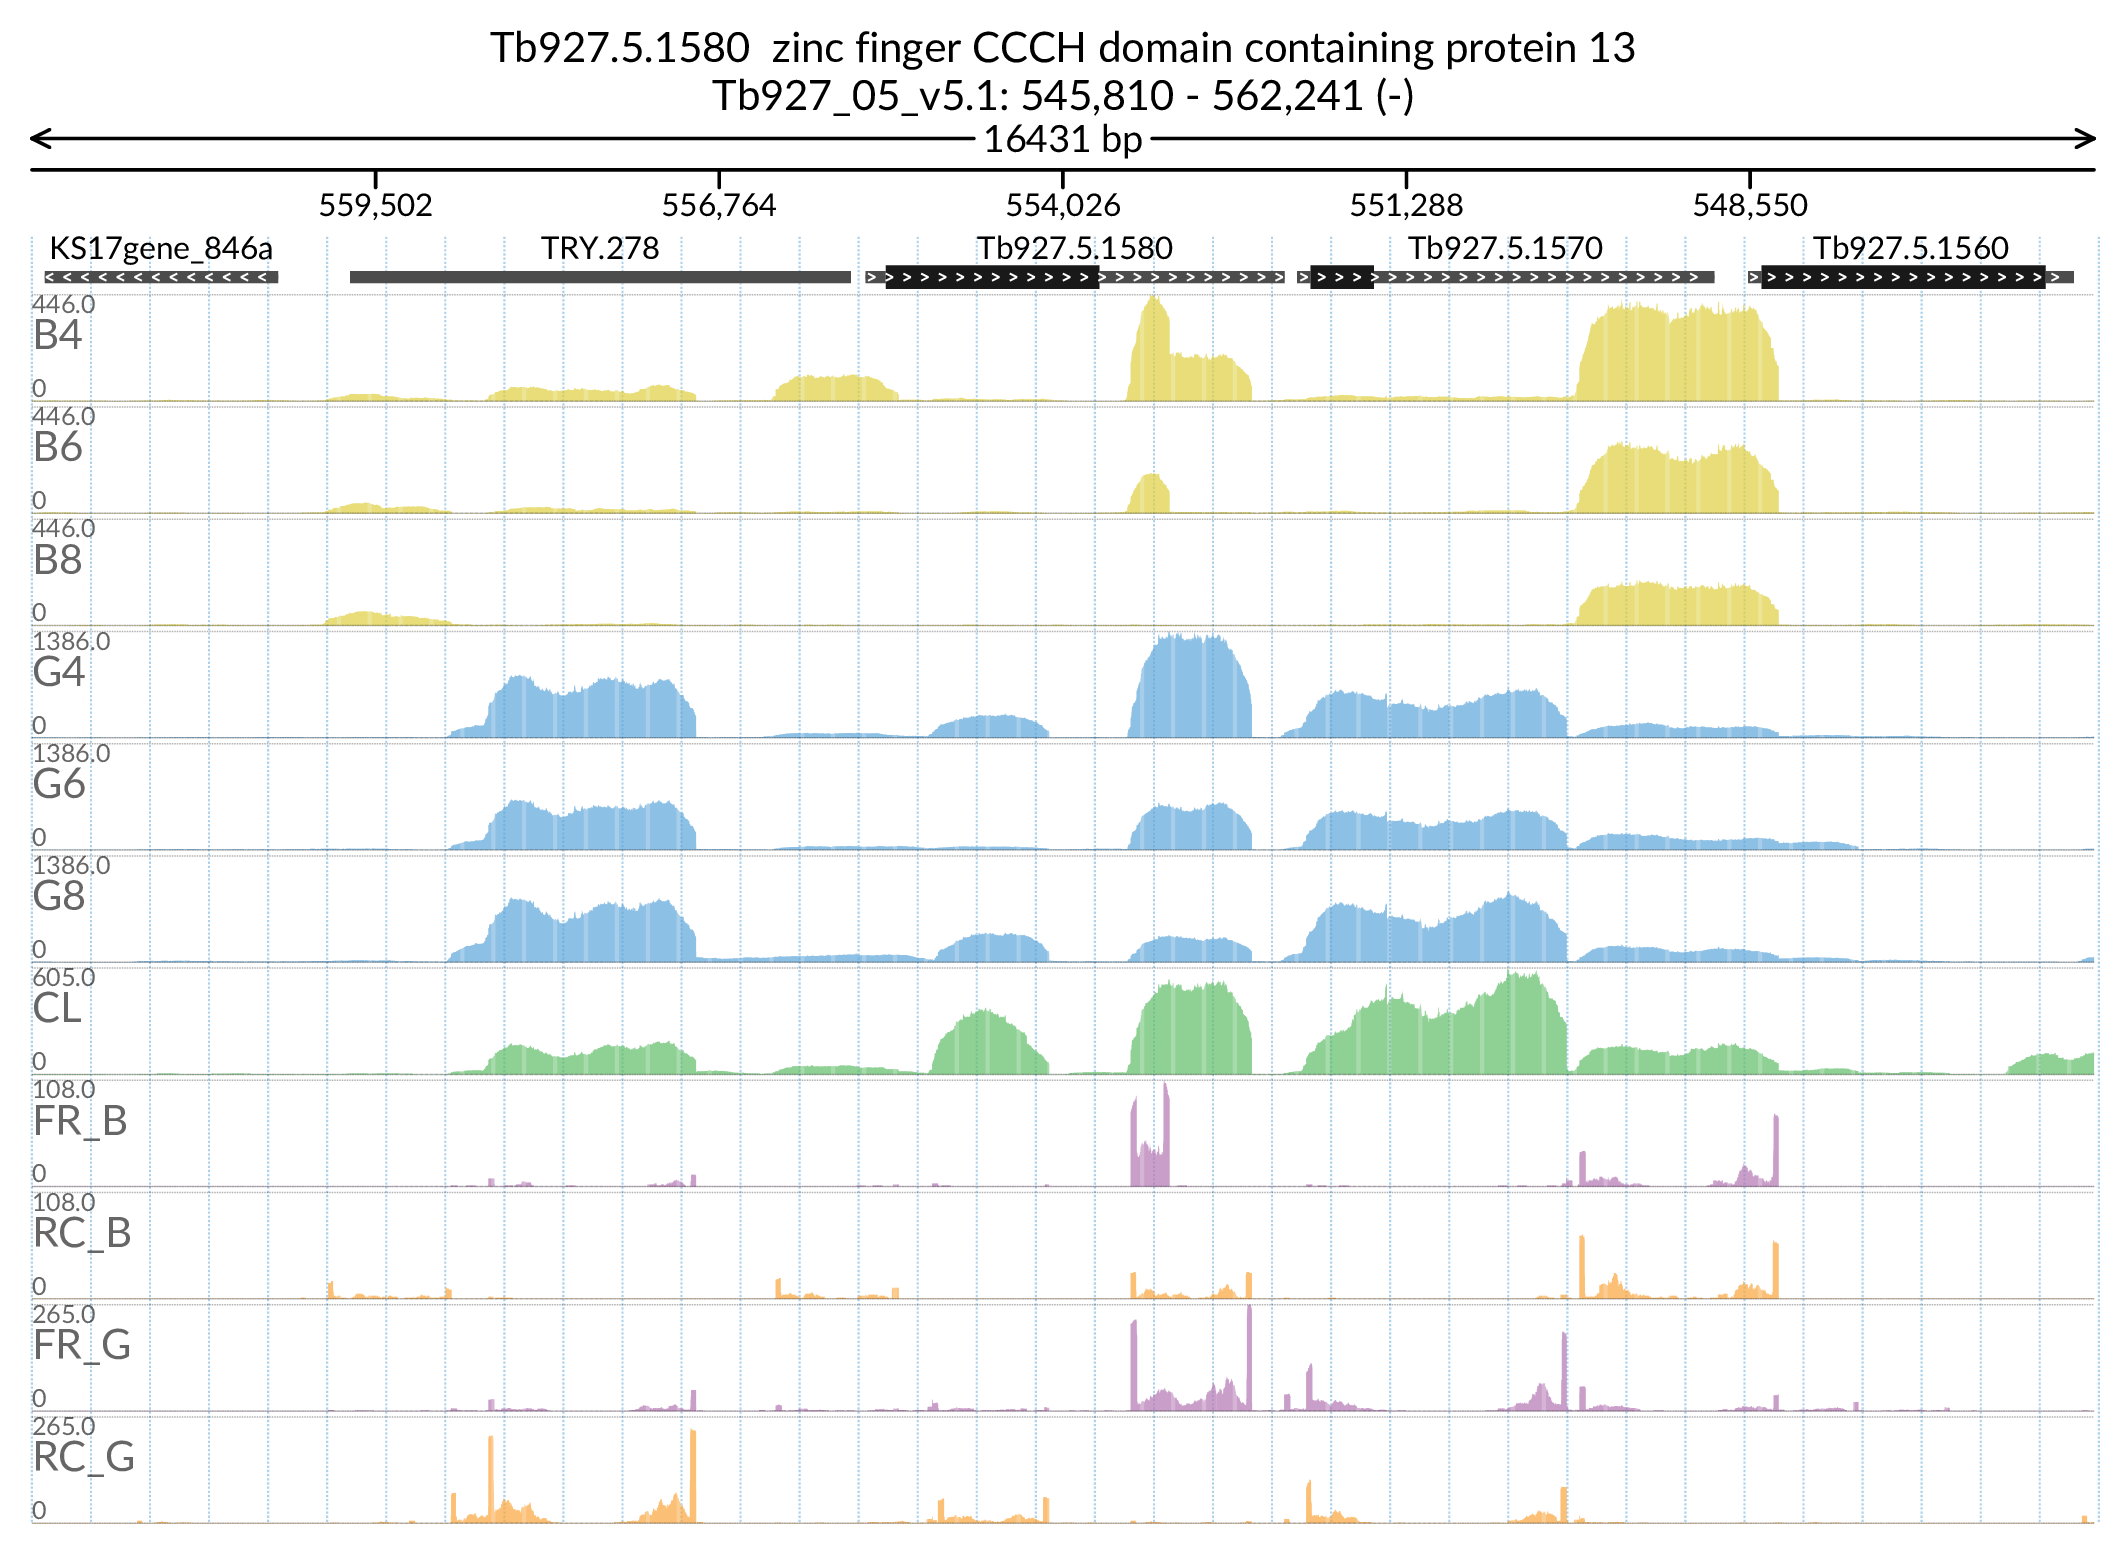 Tb927.5.1580  zinc finger CCCH domain containing protein 13
Tb927_05_v5.1: 545,810 - 562,241 (-)
16431 bp
559,502 556,764 554,026 551,288 548,550
KS17gene_846a TRY.278 Tb927.5.1580 Tb927.5.1570 Tb927.5.1560
446.0
B4
0
446.0
B6
0
446.0
B8
0
1386.0
G4
0
1386.0
G6
0
1386.0
G8
0
605.0
CL
0
108.0
FR_B
0
108.0
RC_B
0
265.0
FR_G
0
265.0
RC_G
0